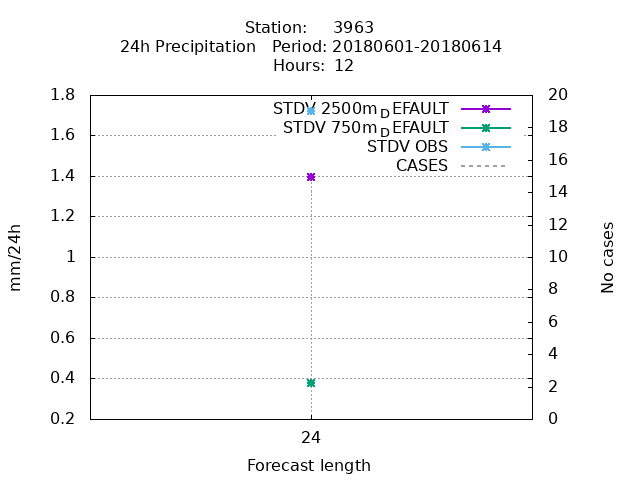 Station: 3963
24h Precipitation Period: 20180601-20180614
Hours: 12
1.8
1.6
1.4
1.2
1
0.8
0.6
0.4
0.2
20
18
16
14
12
10
8
6
4
2
0
STDV 2500m_DEFAULT
STDV 750m_DEFAULT
STDV OBS
CASES
mm/24h
No cases
24
Forecast length